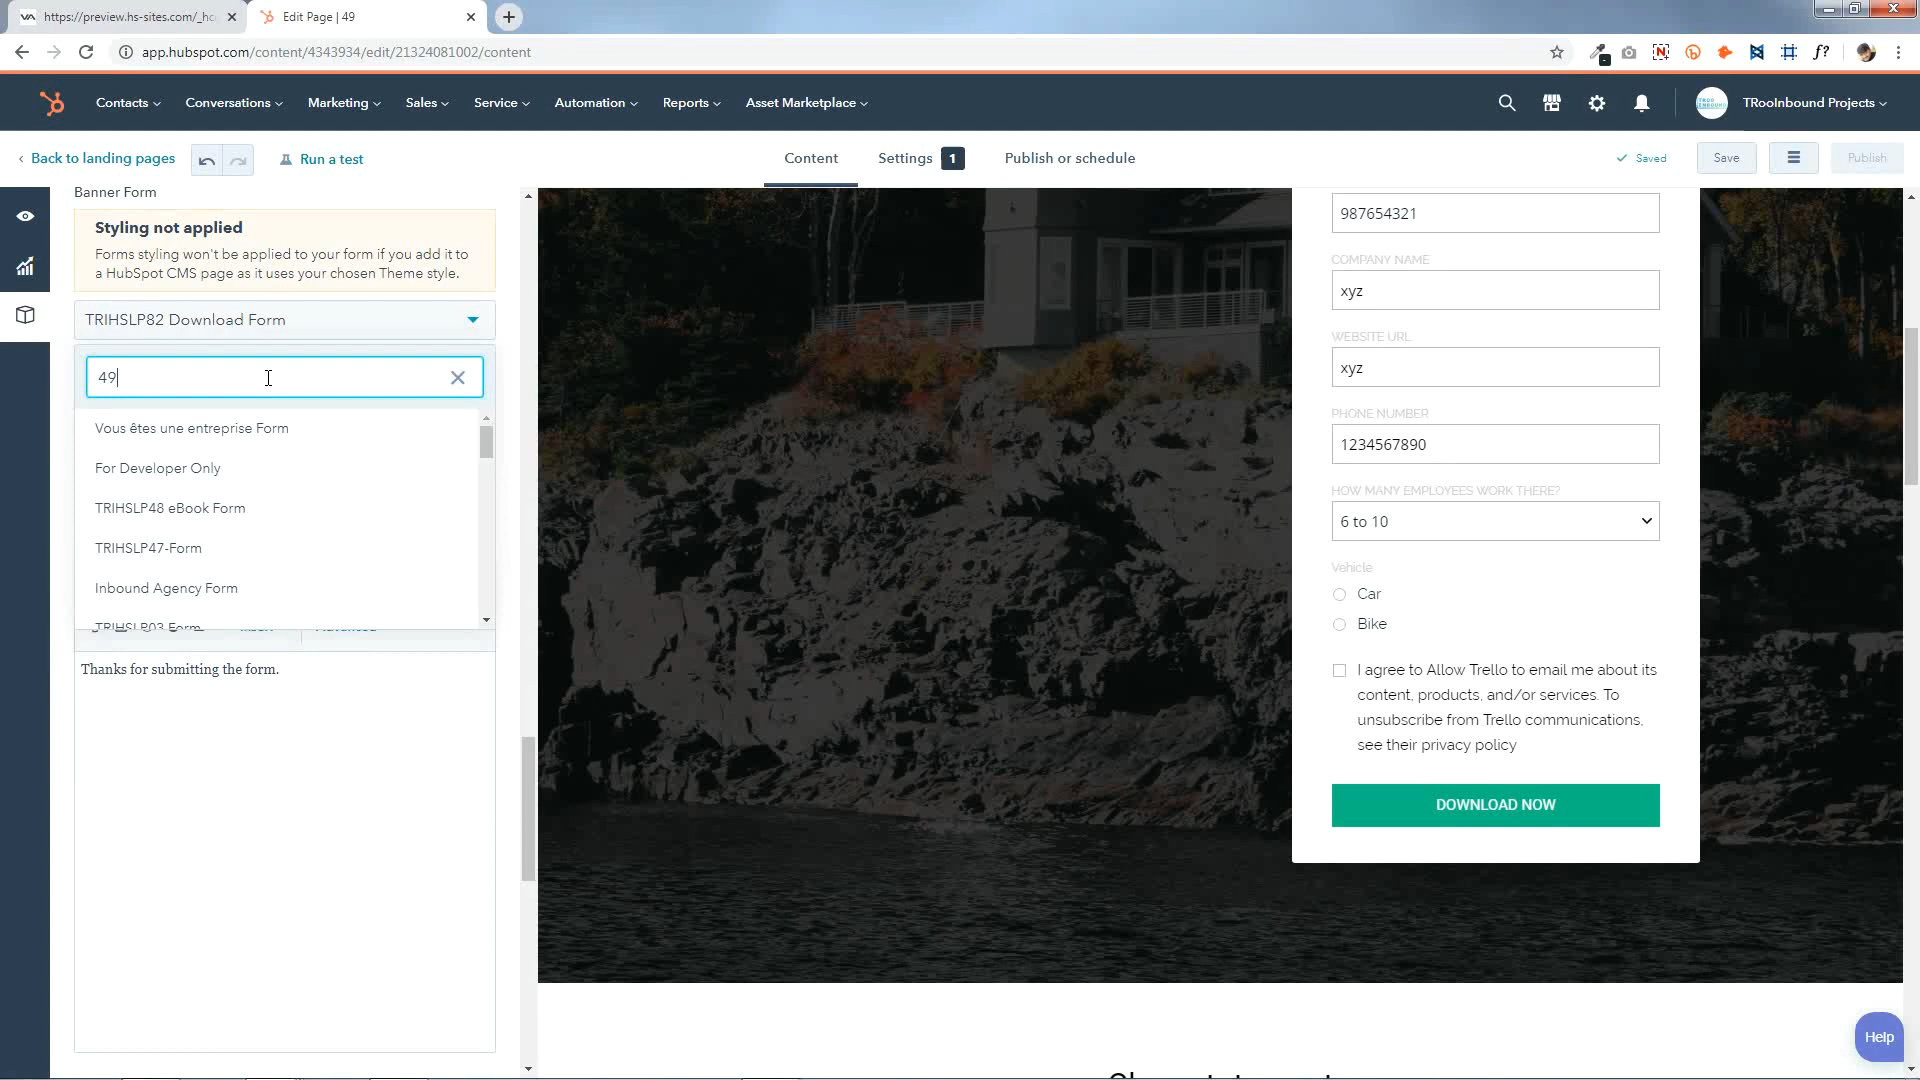 https://preview.hs-sites.com/_hc
Edit Page | 49
app.hubspot.com/content/4343934/edit/21324081002/content
Contacts
Conversations
Marketing
Sales
Service
Automation
Reports
Asset Marketplace
TRooInbound Projects
Back to landing pages
Run a test
Content
Settings 1
Publish or schedule
Saved
Save
Publish
Banner Form
Styling not applied
Forms styling won't be applied to your form if you add it to
a HubSpot CMS page as it uses your chosen Theme style.
TRIHSLP82 Download Form
49
Vous êtes une entreprise Form
For Developer Only
TRIHSLP48 eBook Form
TRIHSLP47-Form
Inbound Agency Form
TRIHSLP03 Form
Thanks for submitting the form.
987654321
COMPANY NAME
xyz
WEBSITE URL
xyz
PHONE NUMBER
1234567890
HOW MANY EMPLOYEES WORK THERE?
6 to 10
Vehicle
Car
Bike
I agree to Allow Trello to email me about its
content, products, and/or services. To
unsubscribe from Trello communications,
see their privacy policy
DOWNLOAD NOW
Help